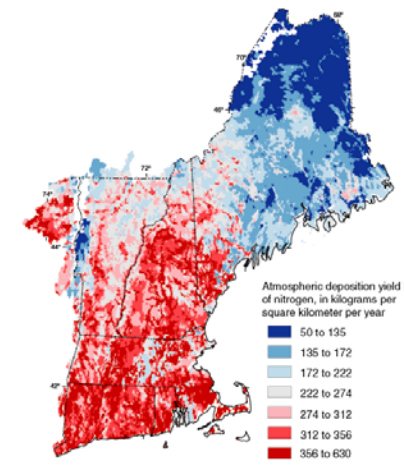 68°
70°
46°
72°
74°
44°
Atmospheric deposition yield
of nitrogen, in kilograms per
square kilometer per year
50 to 135
135 to 172
172 to 222
222 to 274
42°
274 to 312
312 to 356
356 to 630